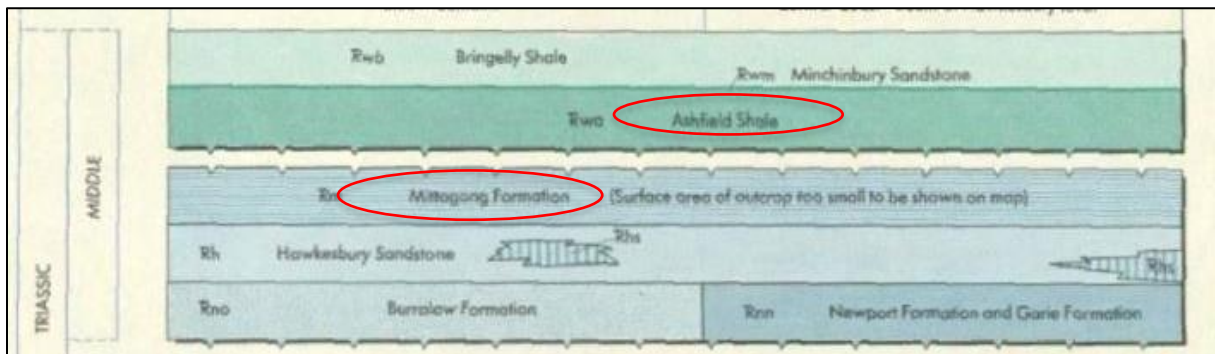 Rwb Bringelly Shale
Rwm Minchinbury Sandstone
Rwa Ashfield Shale
MIDDLE
Rm Mittagong Formation (Surface area of outcrop too small to be shown on map)
Rhs
Rh Hawkesbury Sandstone
Rhs
TRIASSIC
Rno Burralow Formation
Rnn Newport Formation and Garie Formation